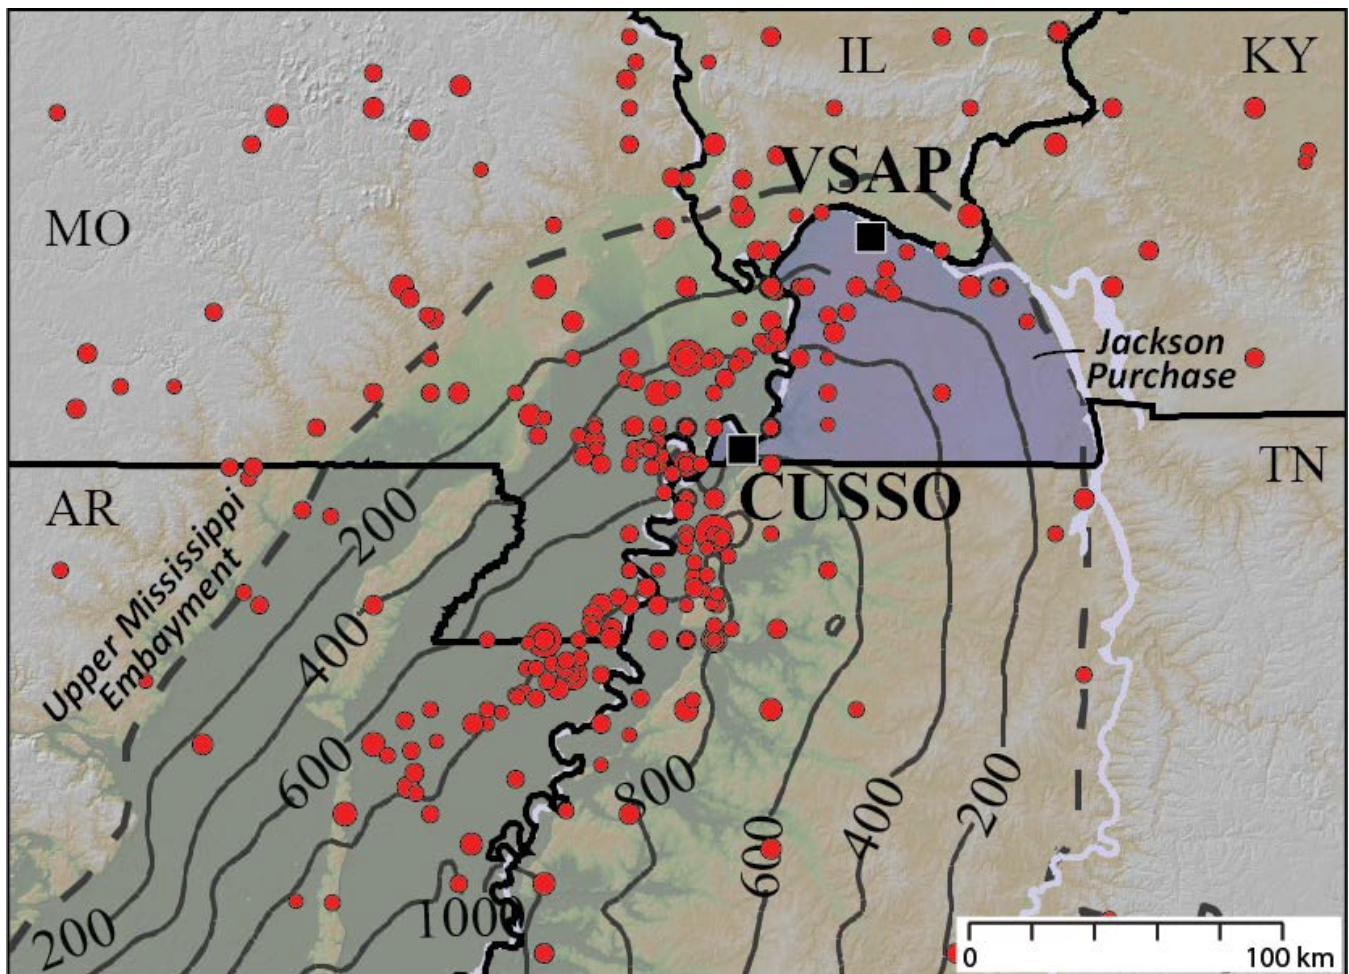 IL
KY
VSAP
MO
Jackson
Purchase
TN
CUSSO
AR
200
Upper Mississippi
Embayment
400
600
800
400
200
600
1000
200
0
100 km